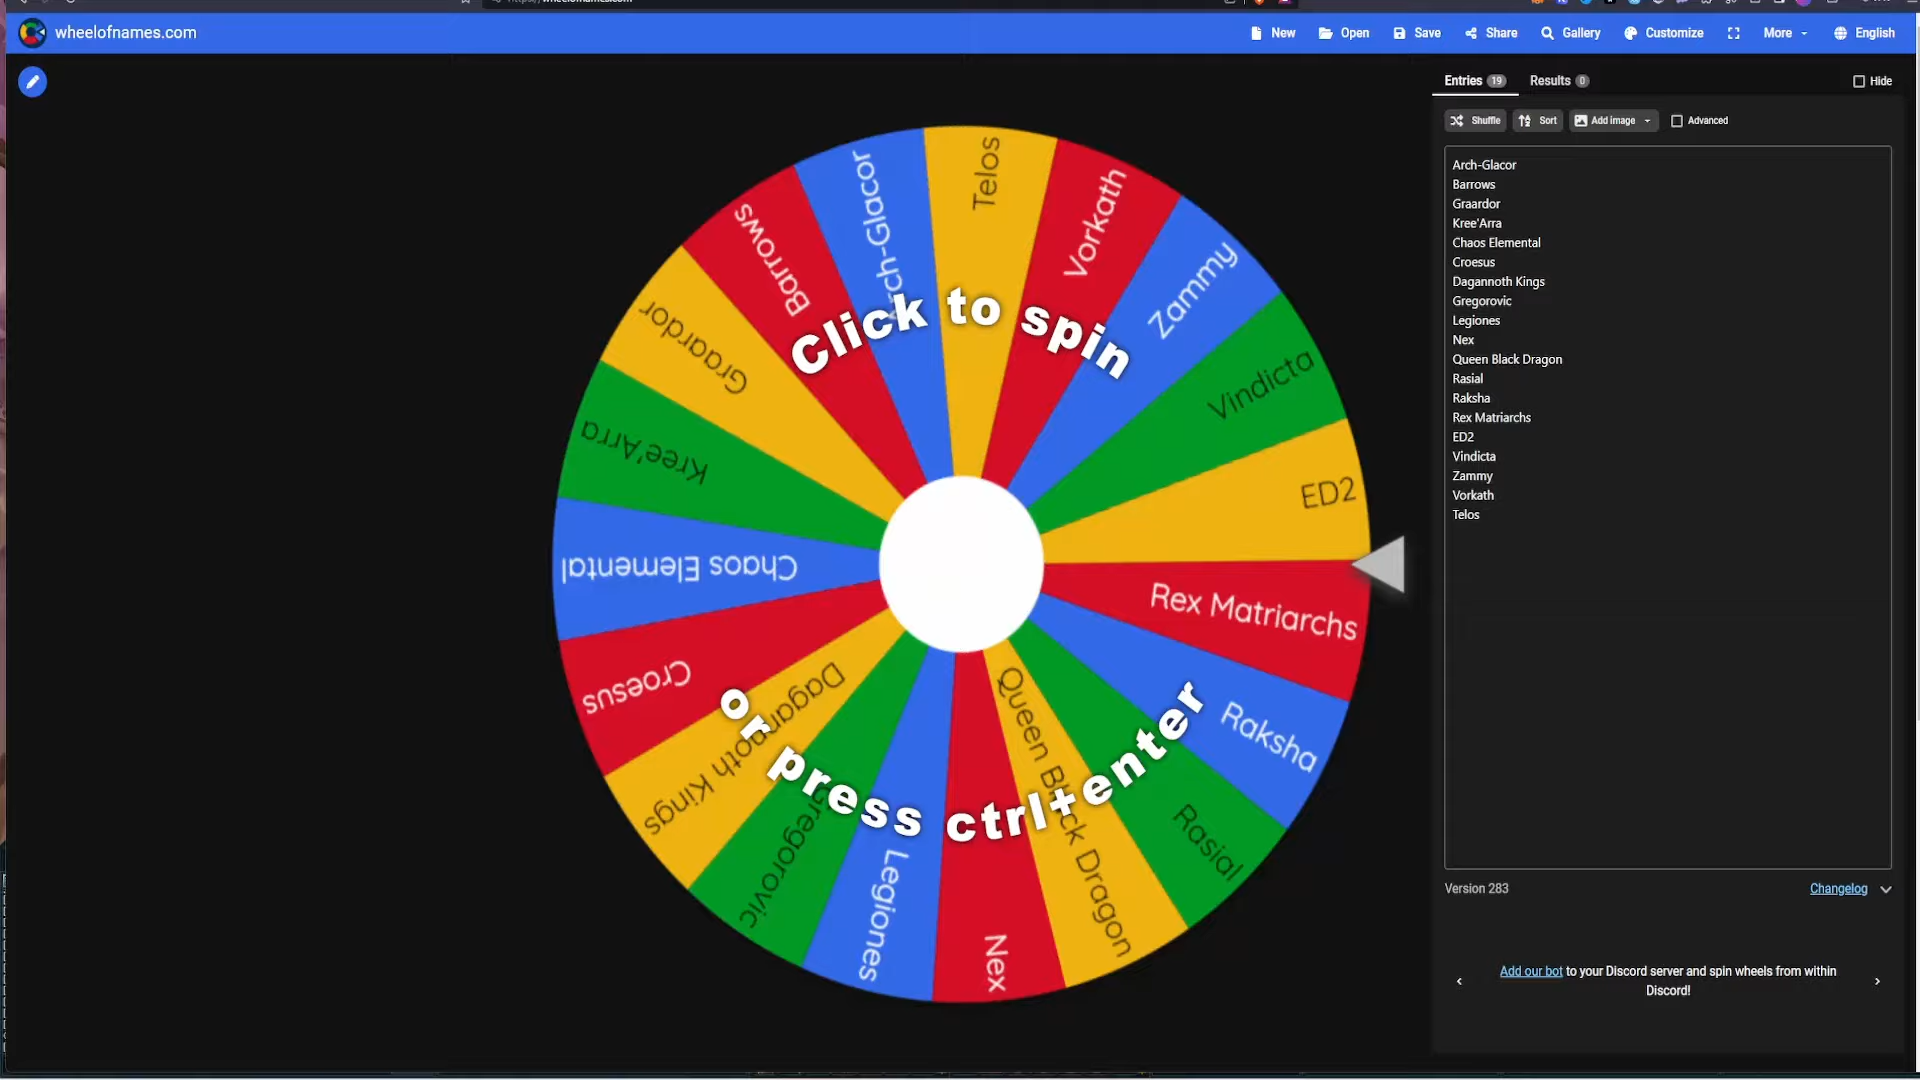 wheelofnames.com
New
Open
Save
Share
Gallery
Customize
More
English
Entries 19
Results 0
Hide
Shuffle
Sort
Add image
Advanced
Arch-Glacor
Barrows
Graardor
Kree'Arra
Chaos Elemental
Croesus
Dagannoth Kings
Gregorovic
Legiones
Nex
Queen Black Dragon
Rasial
Raksha
Rex Matriarchs
ED2
Vindicta
Zammy
Vorkath
Telos
Version 283
Changelog
Add our bot to your Discord server and spin wheels from within
Discord!
Click to spin
or press ctrl+enter
Telos
Vorkath
Zammy
Vindicta
ED2
Rex Matriarchs
Raksha
Rasial
Queen Black Dragon
Nex
Legiones
Gregorovic
Dagannoth Kings
Croesus
Chaos Elemental
Kree'Arra
Graardor
Barrows
Arch-Glacor